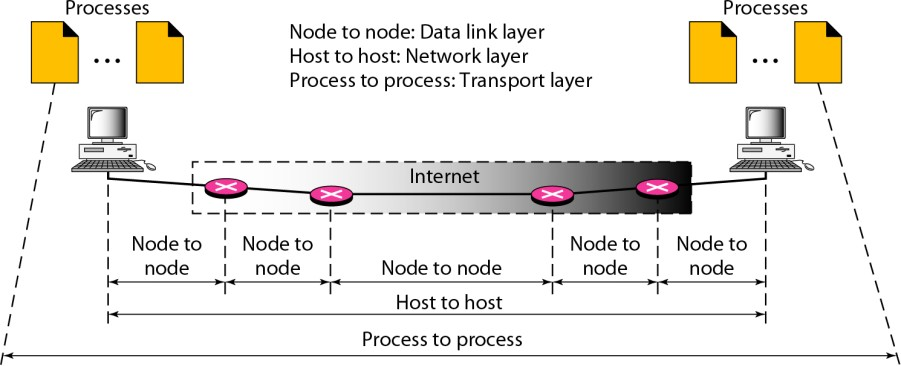 Processes
Processes
Node to node: Data link layer
Host to host: Network layer
Process to process: Transport layer
Internet
Node to
node
Node to
node
Node to node
Node to
node
Node to
node
Host to host
Process to process